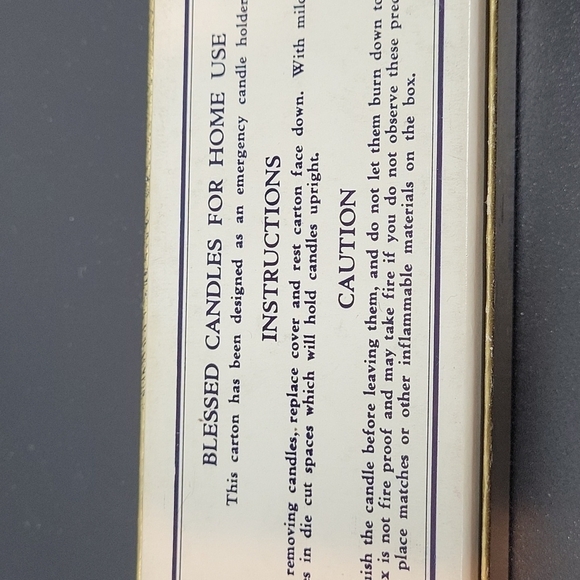 BLESSED CANDLES FOR HOME USE
This carton has been designed as an emergency candle holder
INSTRUCTIONS
removing candles, replace cover and rest carton face down. With
in die cut spaces which will hold candles upright.
CAUTION
the candle before leaving them, and do not let them burn down to
is not fire proof and may take fire if you do not observe these
place matches or other inflammable materials on the box.